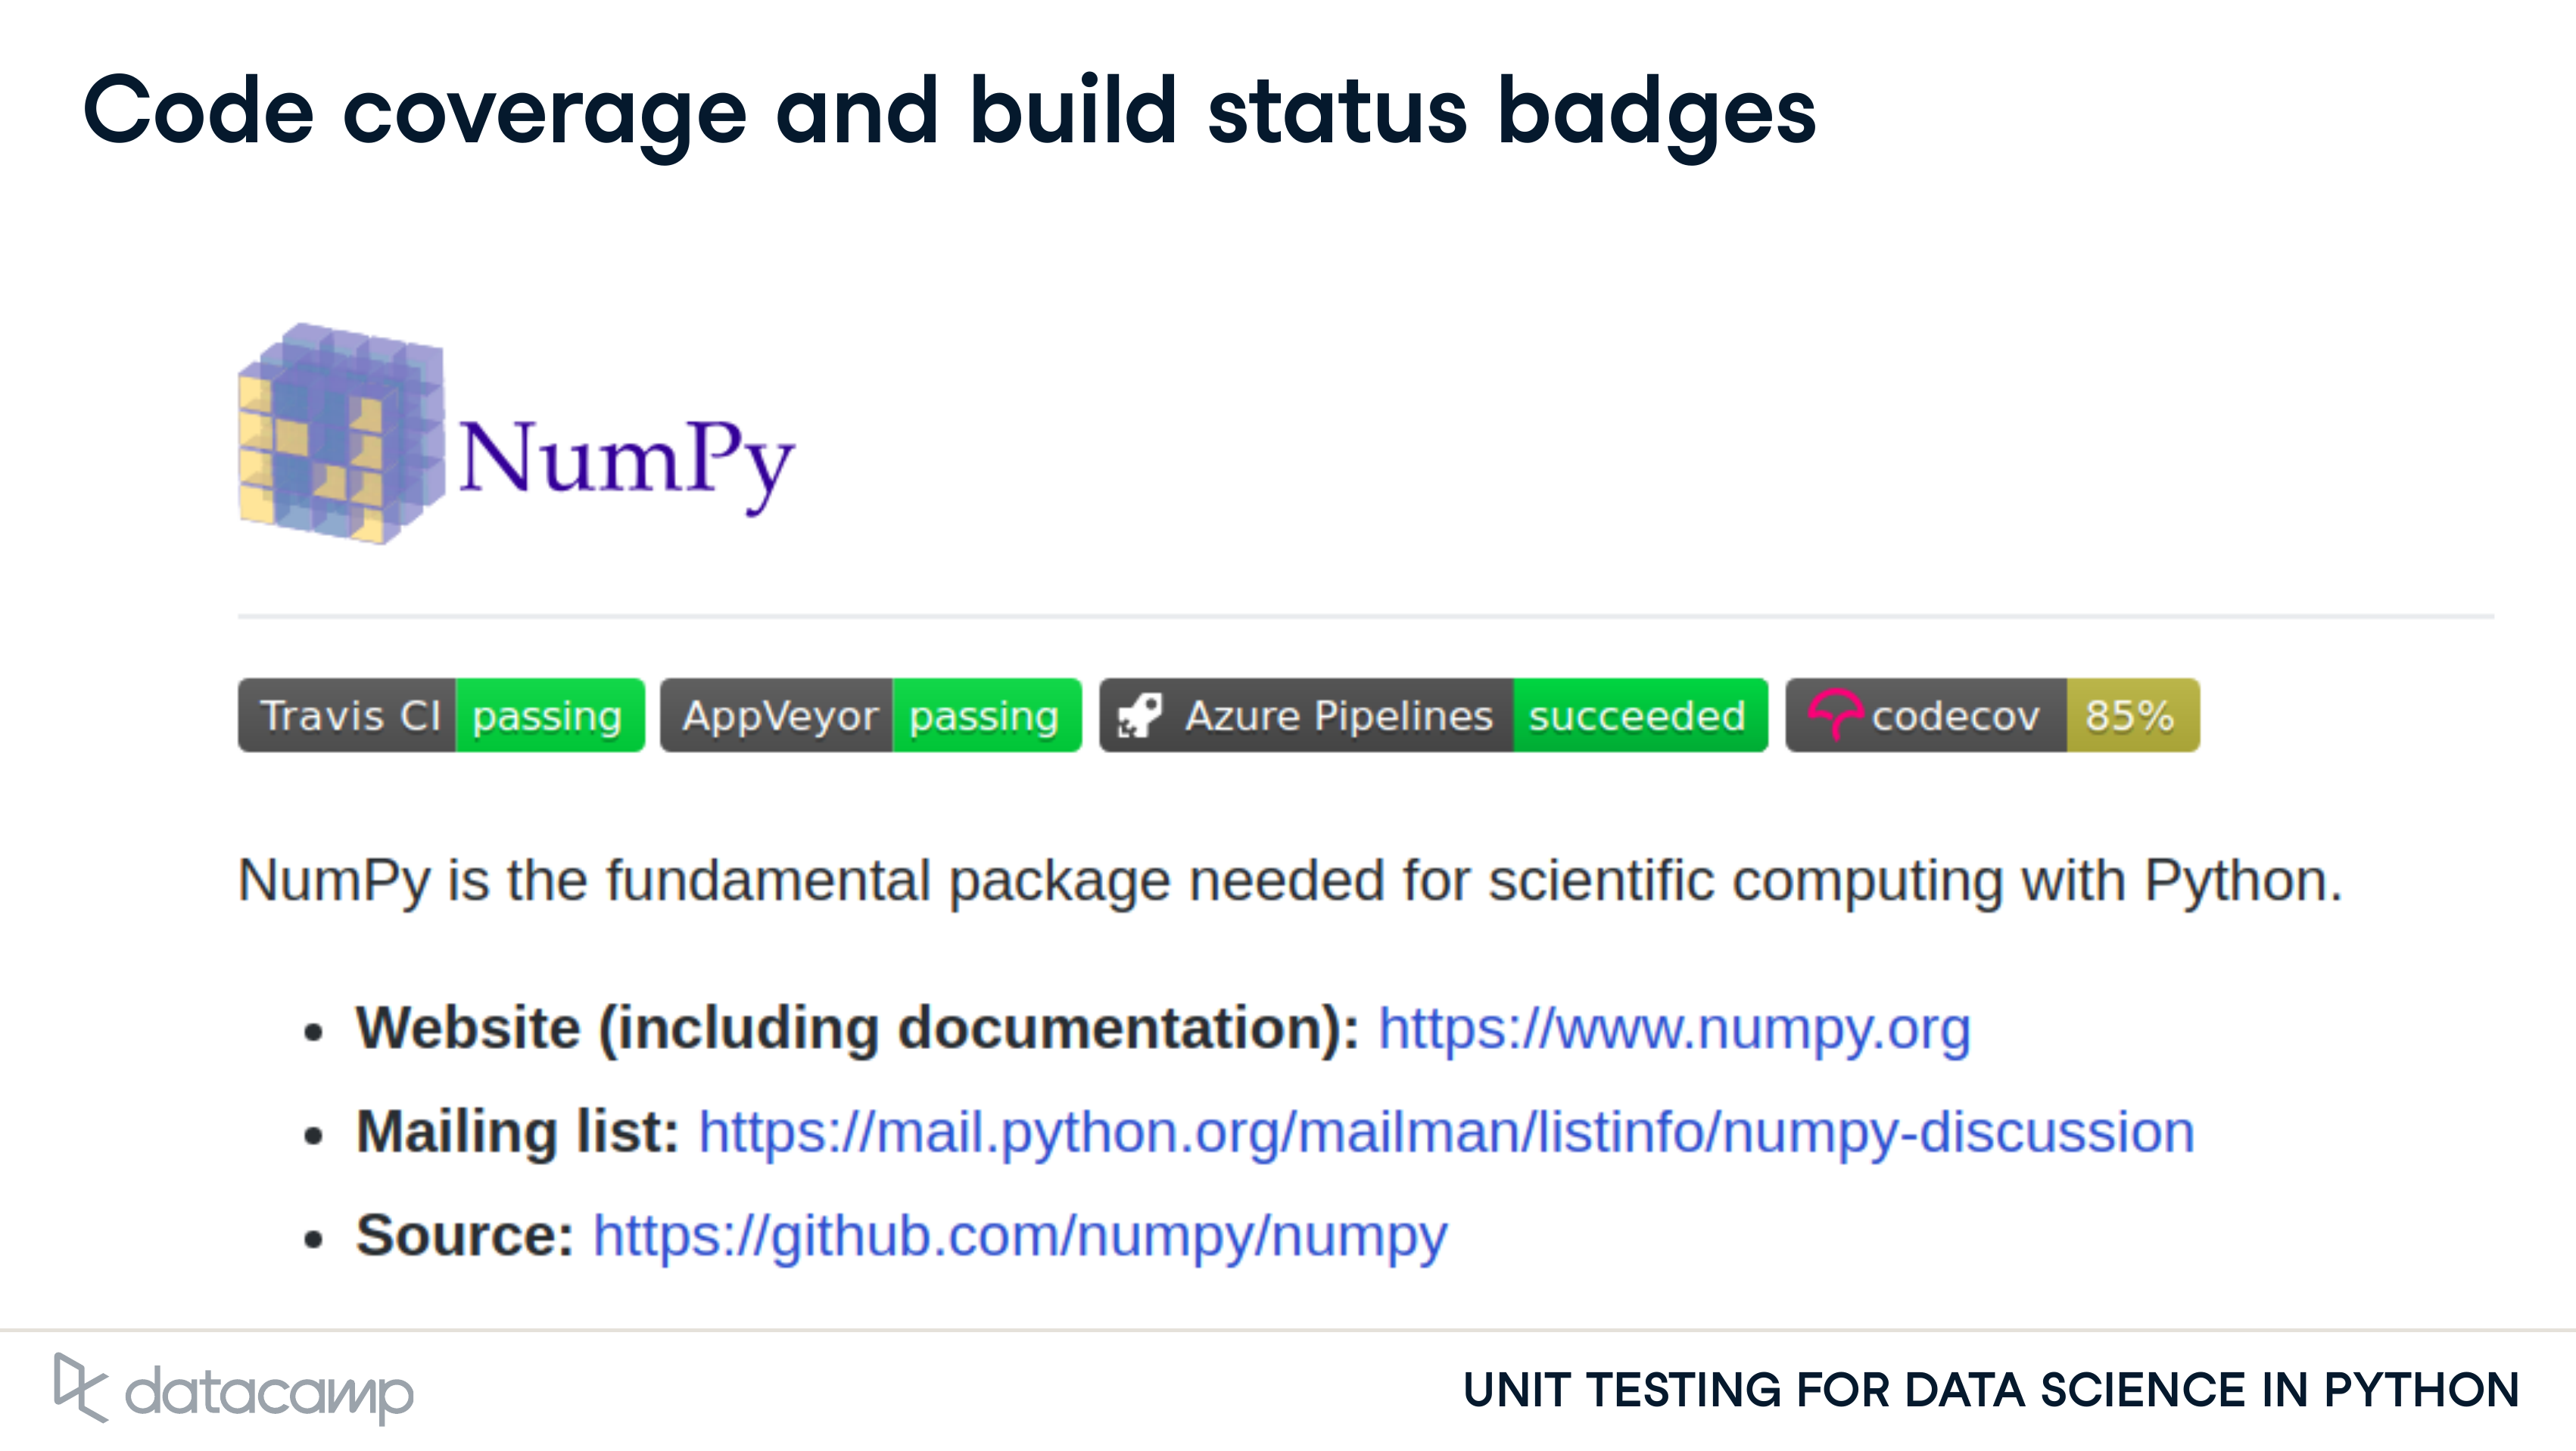 Code coverage and build status badges
NumPy
Travis CI passing AppVeyor passing Azure Pipelines succeeded codecov 85%
NumPy is the fundamental package needed for scientific computing with Python.
• Website (including documentation): https://www.numpy.org
• Mailing list: https://mail.python.org/mailman/listinfo/numpy-discussion
• Source: https://github.com/numpy/numpy
datacamp UNIT TESTING FOR DATA SCIENCE IN PYTHON